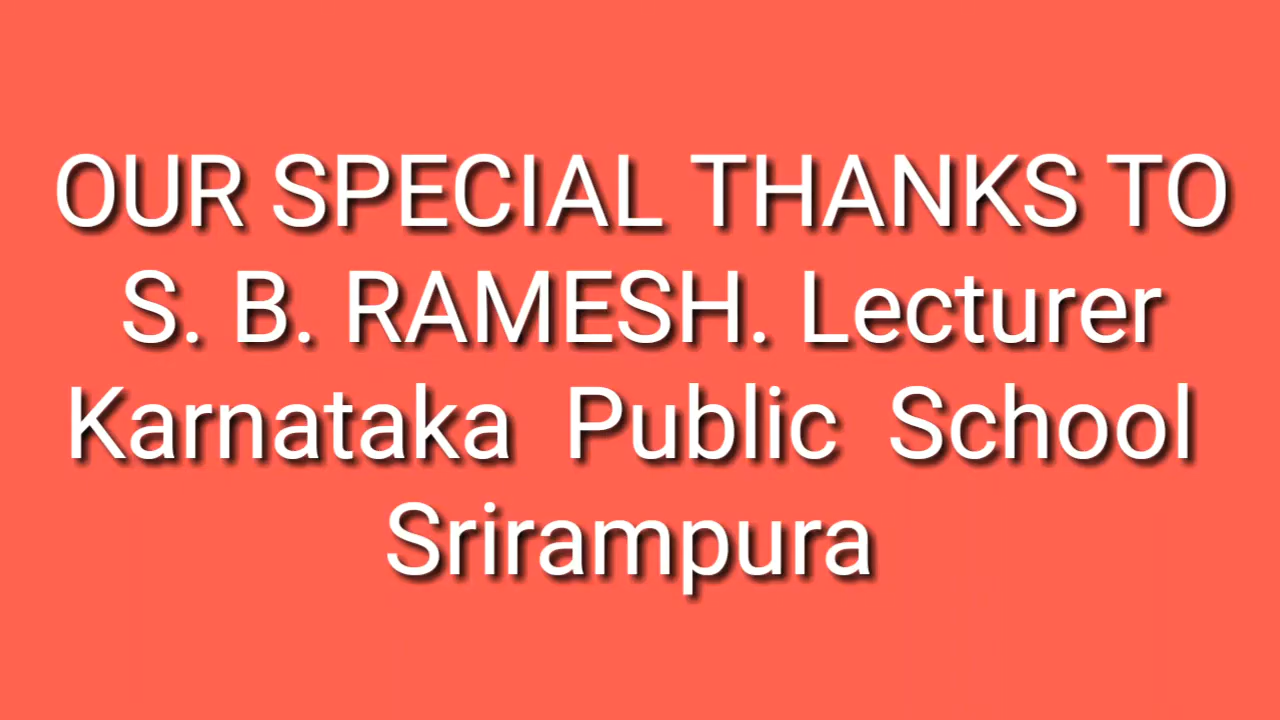 OUR SPECIAL THANKS TO
S. B. RAMESH. Lecturer
Karnataka Public School
Srirampura